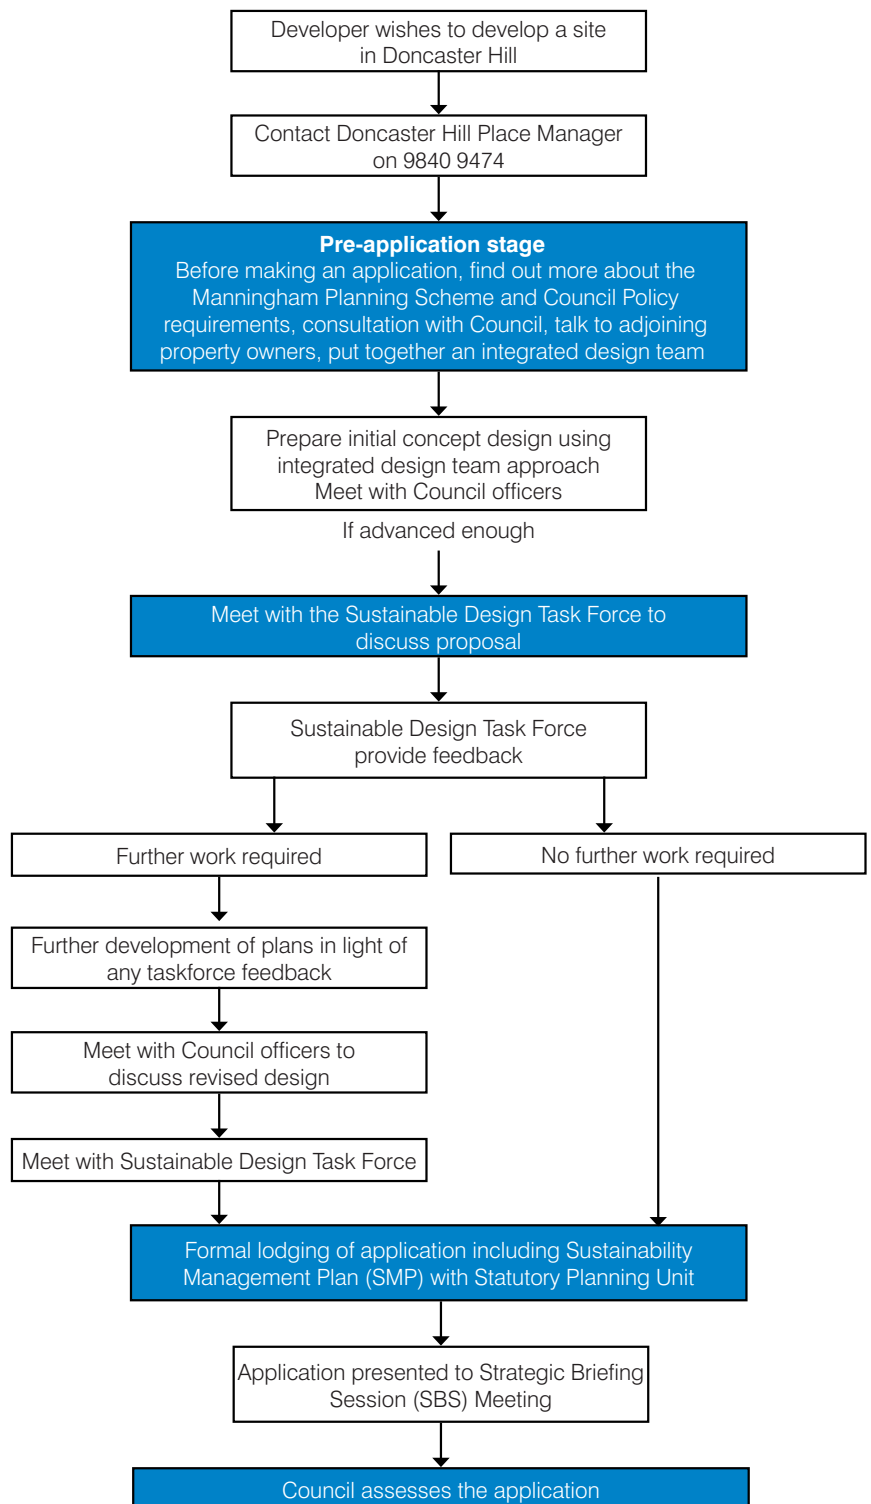 Developer wishes to develop a site
in Doncaster Hill
Contact Doncaster Hill Place Manager
on 9840 9474
Pre-application stage
Before making an application, find out more about the
Manningham Planning Scheme and Council Policy
requirements, consultation with Council, talk to adjoining
property owners, put together an integrated design team
Prepare initial concept design using
integrated design team approach
Meet with Council officers
If advanced enough
Meet with the Sustainable Design Task Force to
discuss proposal
Sustainable Design Task Force
provide feedback
Further work required
No further work required
Further development of plans in light of
any taskforce feedback
Meet with Council officers to
discuss revised design
Meet with Sustainable Design Task Force
Formal lodging of application including Sustainability
Management Plan (SMP) with Statutory Planning Unit
Application presented to Strategic Briefing
Session (SBS) Meeting
Council assesses the application